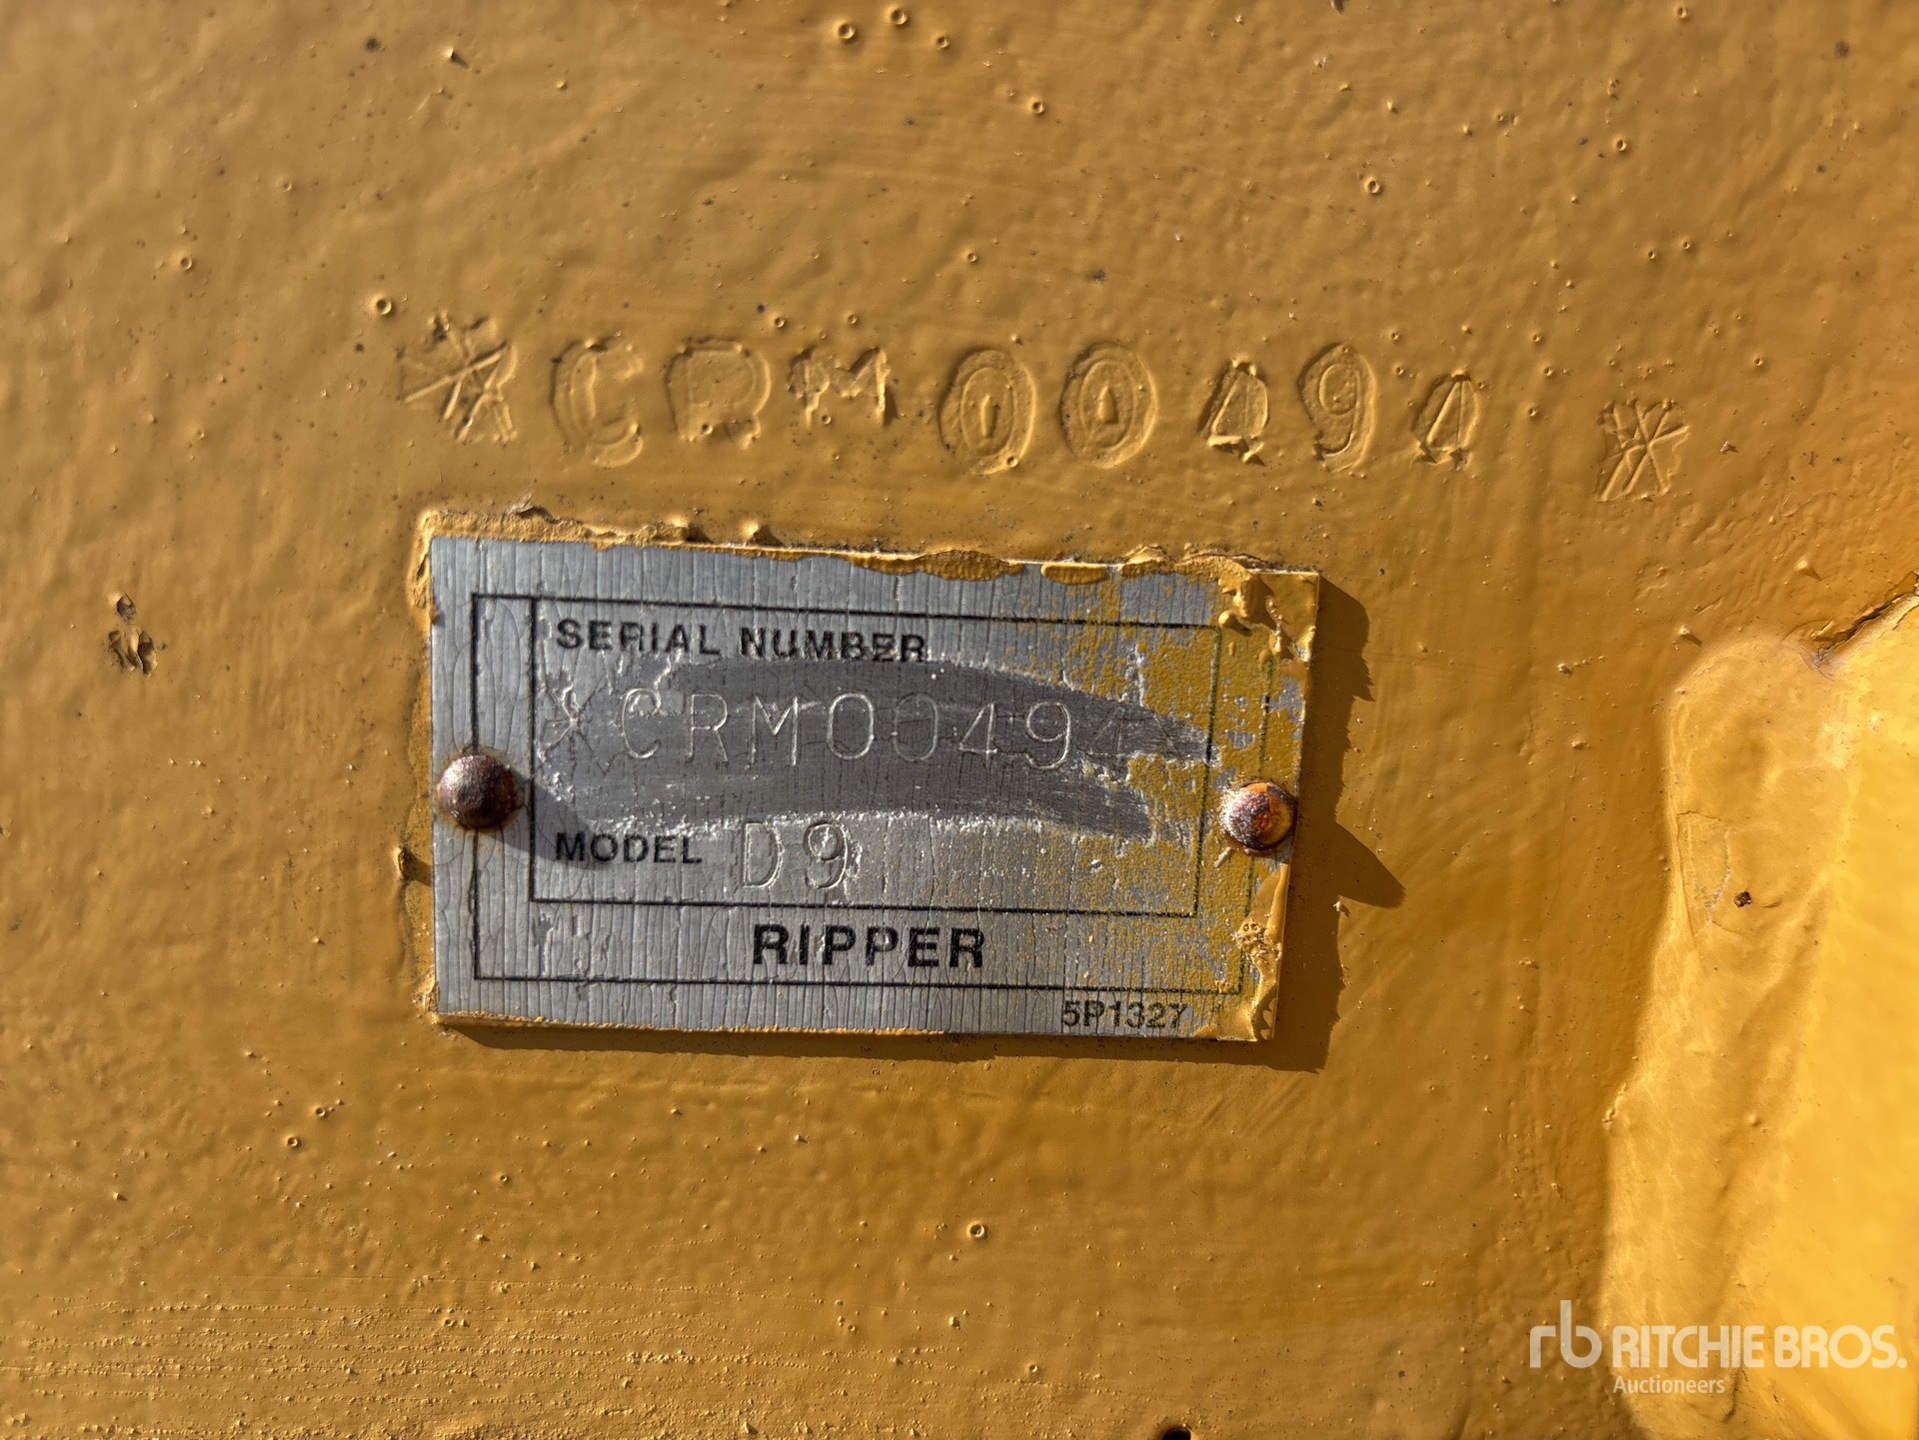 *CRM00494*
SERIAL NUMBER
*CRM00494
MODEL D9
RIPPER
5P1327
rb RITCHIE BROS.
Auctioneers